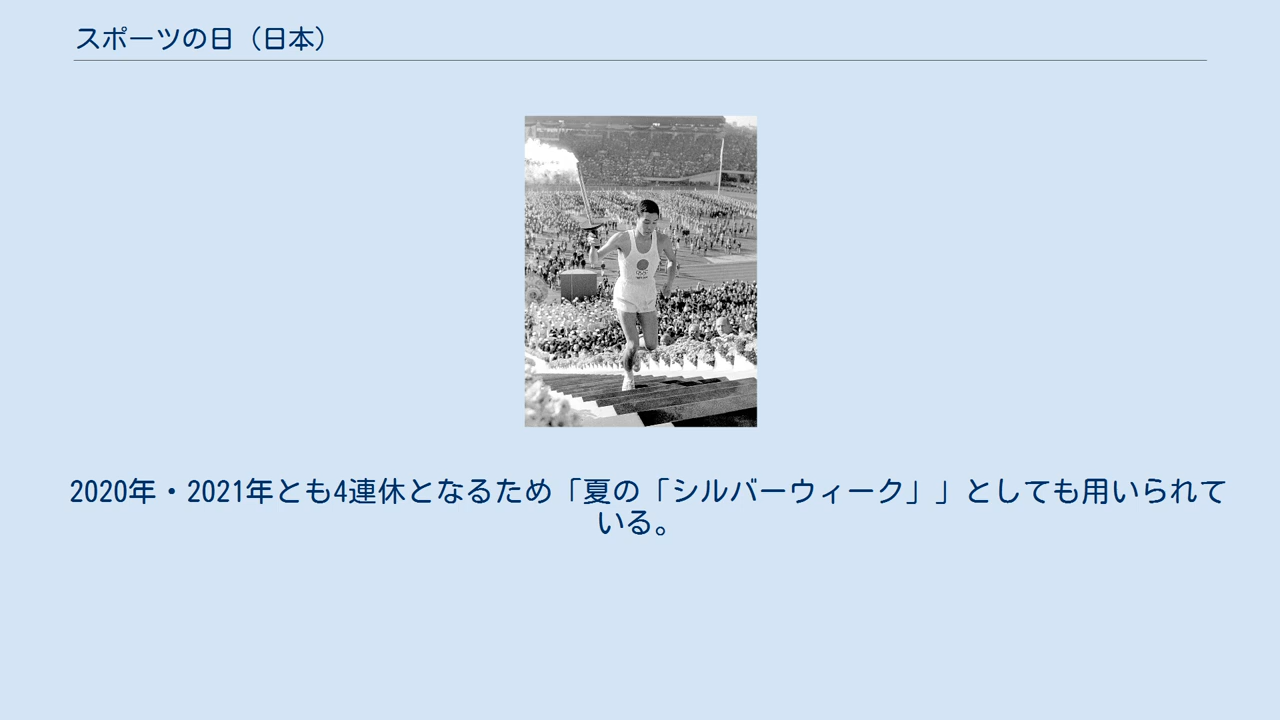 スポーツの日（日本）
2020年・2021年とも4連休となるため「夏の「シルバーウィーク」」としても用いられて
いる。